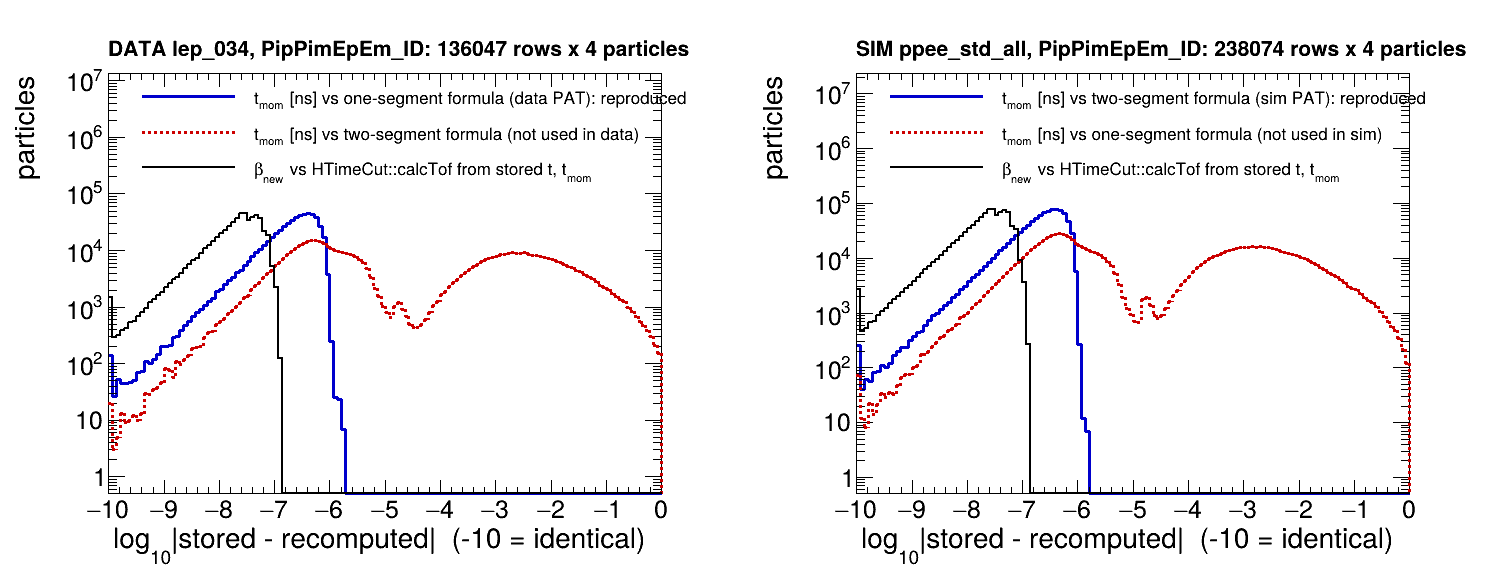 DATA lep_034, PipPimEpEm_ID: 136047 rows x 4 particles
particles
10^7
10^6
10^5
10^4
10^3
10^2
10
1
t_mom [ns] vs one-segment formula (data PAT): reproduced
t_mom [ns] vs two-segment formula (not used in data)
β_new vs HTimeCut::calcTof from stored t, t_mom
−10 −9 −8 −7 −6 −5 −4 −3 −2 −1 0
log_10|stored - recomputed| (-10 = identical)
SIM ppee_std_all, PipPimEpEm_ID: 238074 rows x 4 particles
particles
10^7
10^6
10^5
10^4
10^3
10^2
10
1
t_mom [ns] vs two-segment formula (sim PAT): reproduced
t_mom [ns] vs one-segment formula (not used in sim)
β_new vs HTimeCut::calcTof from stored t, t_mom
−10 −9 −8 −7 −6 −5 −4 −3 −2 −1 0
log_10|stored - recomputed| (-10 = identical)